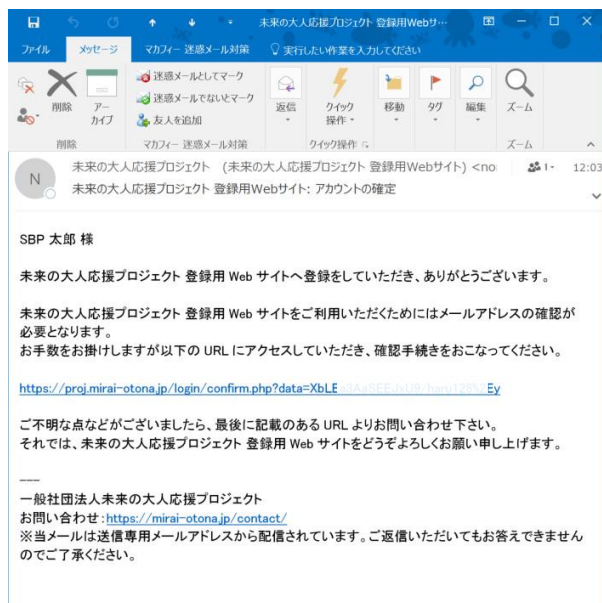 未来の大人応援プロジェクト 登録用Webサ…
ファイル メッセージ マカフィー 迷惑メール対策 実行したい作業を入力してください
迷惑メールとしてマーク
迷惑メールでないとマーク
友人を追加
削除 アー
カイブ
返信 クイック
操作 移動 タグ 編集 ズーム
削除 マカフィー 迷惑メール対策 クイック操作 ズーム
N
未来の大人応援プロジェクト (未来の大人応援プロジェクト 登録用Webサイト) <no 1 12:03
未来の大人応援プロジェクト 登録用Webサイト: アカウントの確定
SBP 太郎 様
未来の大人応援プロジェクト 登録用 Web サイトへ登録をしていただき、ありがとうございます。
未来の大人応援プロジェクト 登録用 Web サイトをご利用いただくためにはメールアドレスの確認が
必要となります。
お手数をお掛けしますが以下の URL にアクセスしていただき、確認手続きをおこなってください。
https://proj.mirai-otona.jp/login/confirm.php?data=XbLE
ご不明な点などがございましたら、最後に記載のある URL よりお問い合わせ下さい。
それでは、未来の大人応援プロジェクト 登録用 Web サイトをどうぞよろしくお願い申し上げます。
---
一般社団法人未来の大人応援プロジェクト
お問い合わせ:https://mirai-otona.jp/contact/
※当メールは送信専用メールアドレスから配信されています。ご返信いただいてもお答えできません
のでご了承ください。